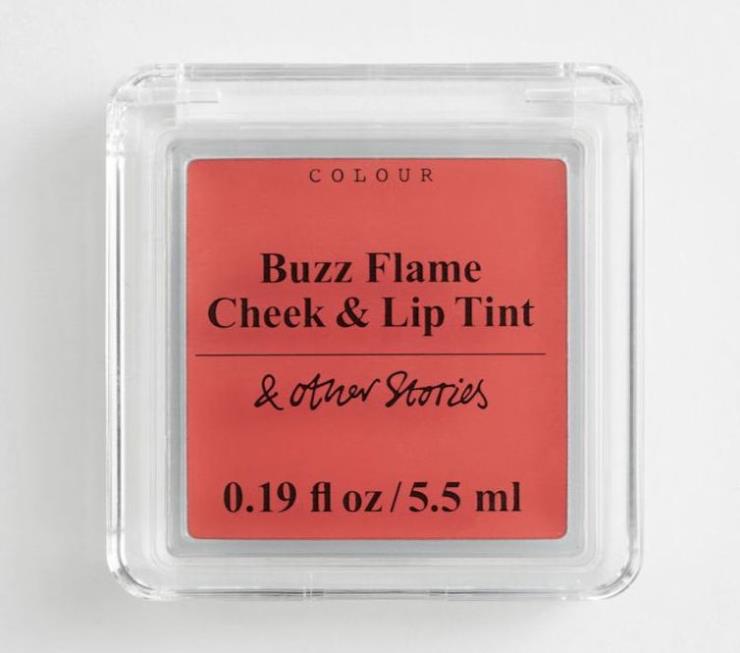 COLOUR
Buzz Flame
Cheek & Lip Tint
& other Stories
0.19 fl oz/5.5 ml